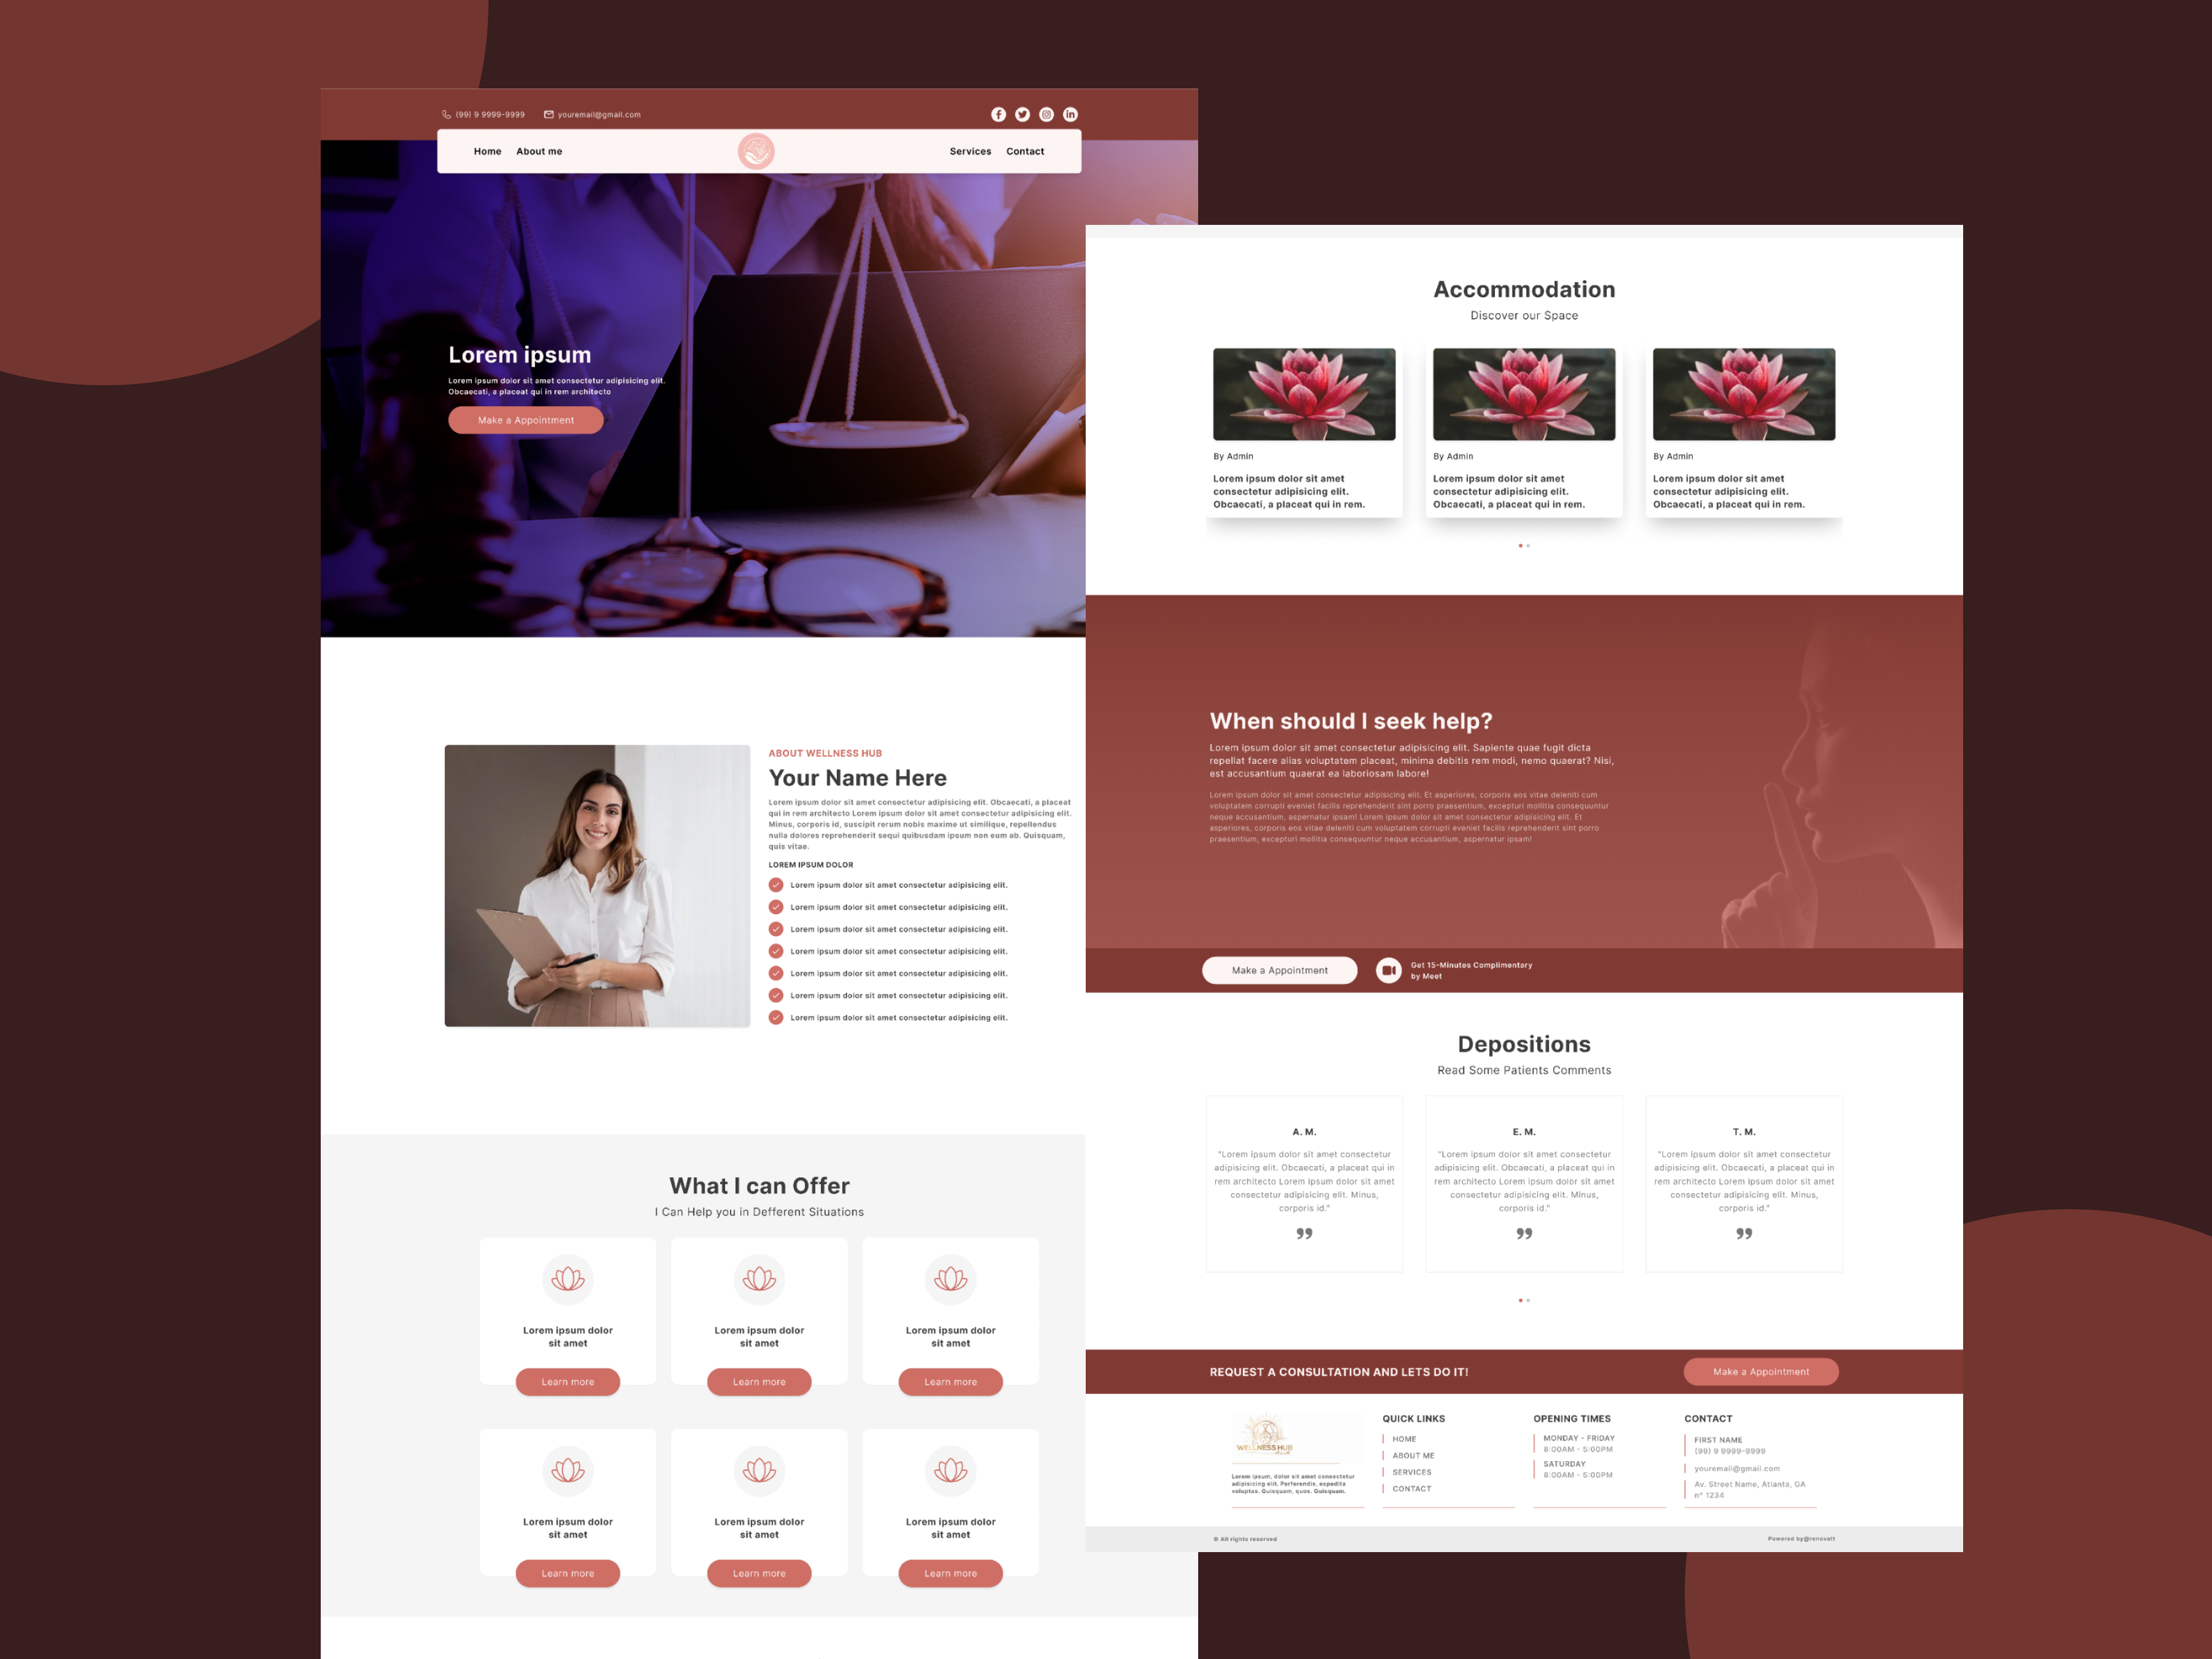 (99) 9 9999-9999
youremail@gmail.com
Home
About me
Services
Contact
Lorem ipsum
Lorem ipsum dolor sit amet consectetur adipisicing elit.
Obcaecati, a placeat qui in rem architecto
Make a Appointment
ABOUT WELLNESS HUB
Your Name Here
Lorem ipsum dolor sit amet consectetur adipisicing elit. Obcaecati, a placeat
qui in rem architecto Lorem ipsum dolor sit amet consectetur adipisicing elit.
Minus, corporis id, suscipit rerum nobis maxime ut similique, repellendus
nulla dolores reprehenderit sequi quibusdam ipsum non eum ab. Quisquam,
quis vitae.
LOREM IPSUM DOLOR
Lorem ipsum dolor sit amet consectetur adipisicing elit.
Lorem ipsum dolor sit amet consectetur adipisicing elit.
Lorem ipsum dolor sit amet consectetur adipisicing elit.
Lorem ipsum dolor sit amet consectetur adipisicing elit.
Lorem ipsum dolor sit amet consectetur adipisicing elit.
Lorem ipsum dolor sit amet consectetur adipisicing elit.
Lorem ipsum dolor sit amet consectetur adipisicing elit.
What I can Offer
I Can Help you in Defferent Situations
Lorem ipsum dolor
sit amet
Learn more
Lorem ipsum dolor
sit amet
Learn more
Lorem ipsum dolor
sit amet
Learn more
Lorem ipsum dolor
sit amet
Learn more
Lorem ipsum dolor
sit amet
Learn more
Lorem ipsum dolor
sit amet
Learn more
Accommodation
Discover our Space
By Admin
Lorem ipsum dolor sit amet
consectetur adipisicing elit.
Obcaecati, a placeat qui in rem.
By Admin
Lorem ipsum dolor sit amet
consectetur adipisicing elit.
Obcaecati, a placeat qui in rem.
By Admin
Lorem ipsum dolor sit amet
consectetur adipisicing elit.
Obcaecati, a placeat qui in rem.
When should I seek help?
Lorem ipsum dolor sit amet consectetur adipisicing elit. Sapiente quae fugit dicta
repellat facere alias voluptatem placeat, minima debitis rem modi, nemo quaerat? Nisi,
est accusantium quaerat ea laboriosam labore!
Lorem ipsum dolor sit amet consectetur adipisicing elit. Et asperiores, corporis eos vitae deleniti cum
voluptatem corrupti eveniet facilis reprehenderit sint porro praesentium, excepturi mollitia consequuntur
neque accusantium, aspernatur ipsam! Lorem ipsum dolor sit amet consectetur adipisicing elit. Et
asperiores, corporis eos vitae deleniti cum voluptatem corrupti eveniet facilis reprehenderit sint porro
praesentium, excepturi mollitia consequuntur neque accusantium, aspernatur ipsam!
Make a Appointment
Get 15-Minutes Complimentary
by Meet
Depositions
Read Some Patients Comments
A. M.
"Lorem ipsum dolor sit amet consectetur
adipisicing elit. Obcaecati, a placeat qui in
rem architecto Lorem ipsum dolor sit amet
consectetur adipisicing elit. Minus,
corporis id."
E. M.
"Lorem ipsum dolor sit amet consectetur
adipisicing elit. Obcaecati, a placeat qui in
rem architecto Lorem ipsum dolor sit amet
consectetur adipisicing elit. Minus,
corporis id."
T. M.
"Lorem ipsum dolor sit amet consectetur
adipisicing elit. Obcaecati, a placeat qui in
rem architecto Lorem ipsum dolor sit amet
consectetur adipisicing elit. Minus,
corporis id."
REQUEST A CONSULTATION AND LETS DO IT!
Make a Appointment
WELLNESS HUB
Lorem ipsum, dolor sit amet consectetur
adipisicing elit. Perferendis, expedita
voluptas. Quisquam, quos. Quisquam.
QUICK LINKS
HOME
ABOUT ME
SERVICES
CONTACT
OPENING TIMES
MONDAY - FRIDAY
8:00AM - 5:00PM
SATURDAY
8:00AM - 5:00PM
CONTACT
FIRST NAME
(99) 9 9999-9999
youremail@gmail.com
Av. Street Name, Atlanta, GA
n° 1234
© All rights reserved
Powered by@renovatt